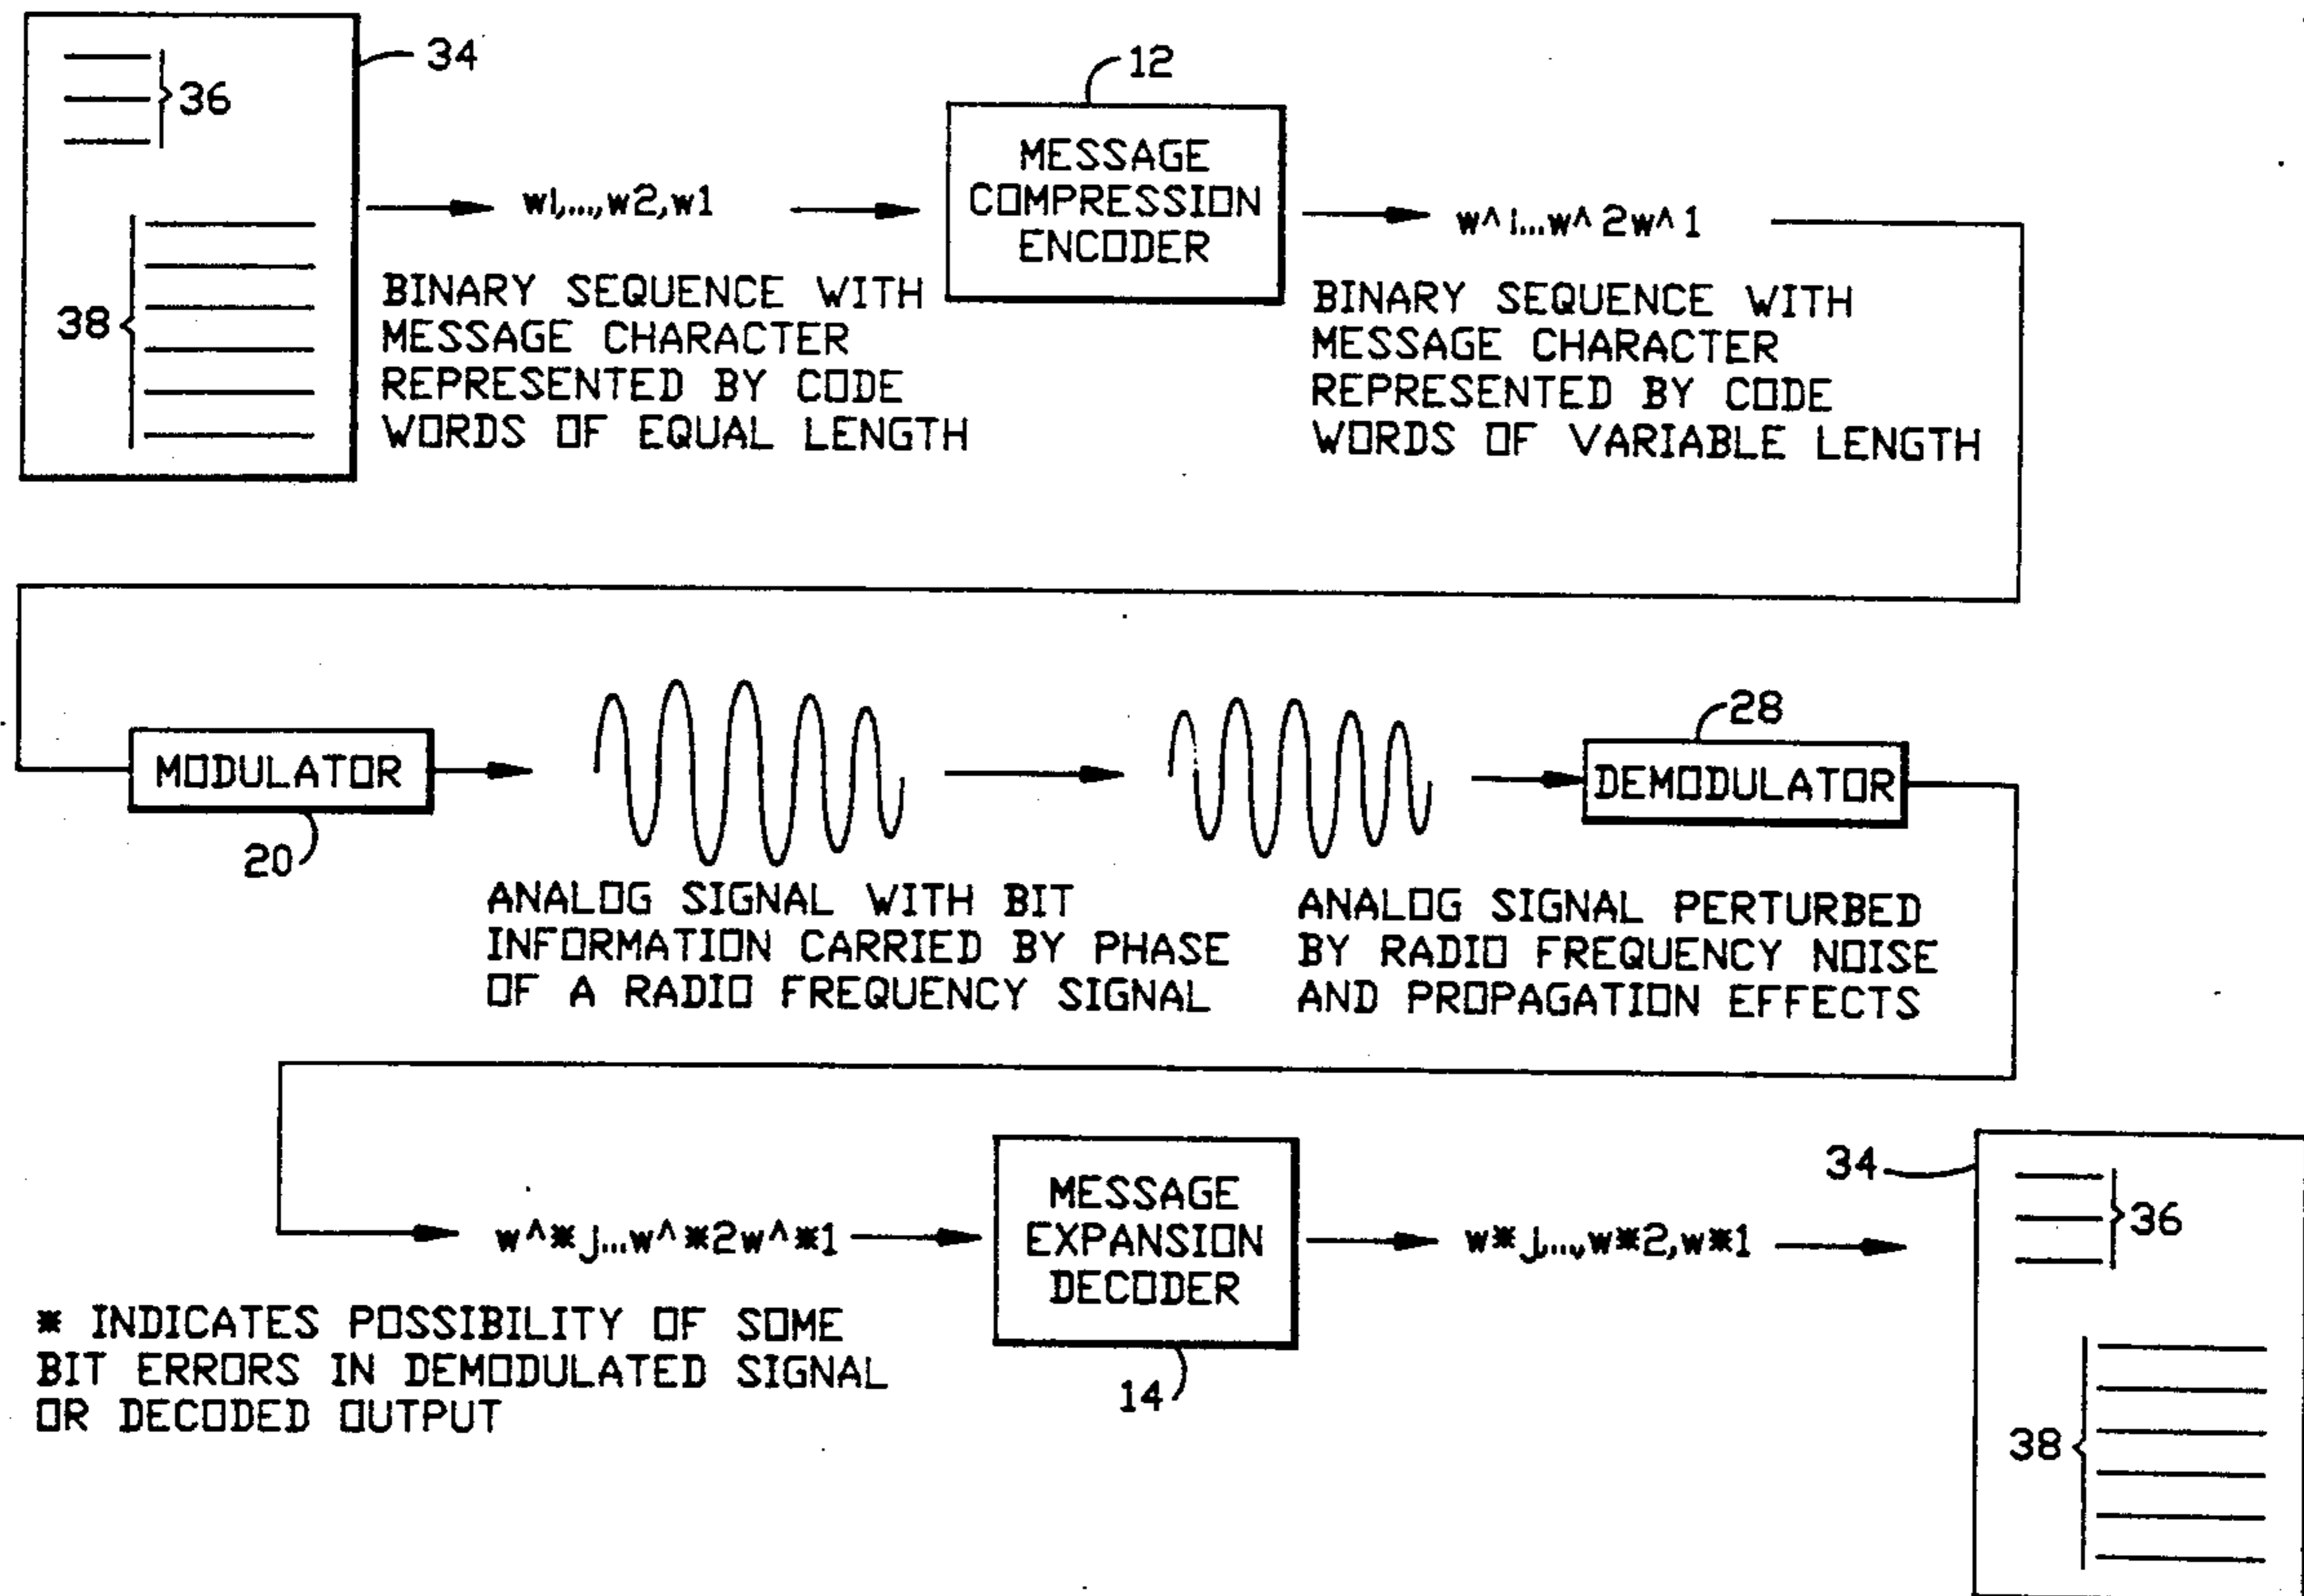 34
36
38
w1,...,w2,w1
BINARY SEQUENCE WITH
MESSAGE CHARACTER
REPRESENTED BY CODE
WORDS OF EQUAL LENGTH
12
MESSAGE
COMPRESSION
ENCODER
w^i...w^2w^1
BINARY SEQUENCE WITH
MESSAGE CHARACTER
REPRESENTED BY CODE
WORDS OF VARIABLE LENGTH
MODULATOR
20
ANALOG SIGNAL WITH BIT
INFORMATION CARRIED BY PHASE
OF A RADIO FREQUENCY SIGNAL
ANALOG SIGNAL PERTURBED
BY RADIO FREQUENCY NOISE
AND PROPAGATION EFFECTS
28
DEMODULATOR
w^*j...w^*2w^*1
* INDICATES POSSIBILITY OF SOME
BIT ERRORS IN DEMODULATED SIGNAL
OR DECODED OUTPUT
MESSAGE
EXPANSION
DECODER
14
w*j,...,w*2,w*1
34
36
38